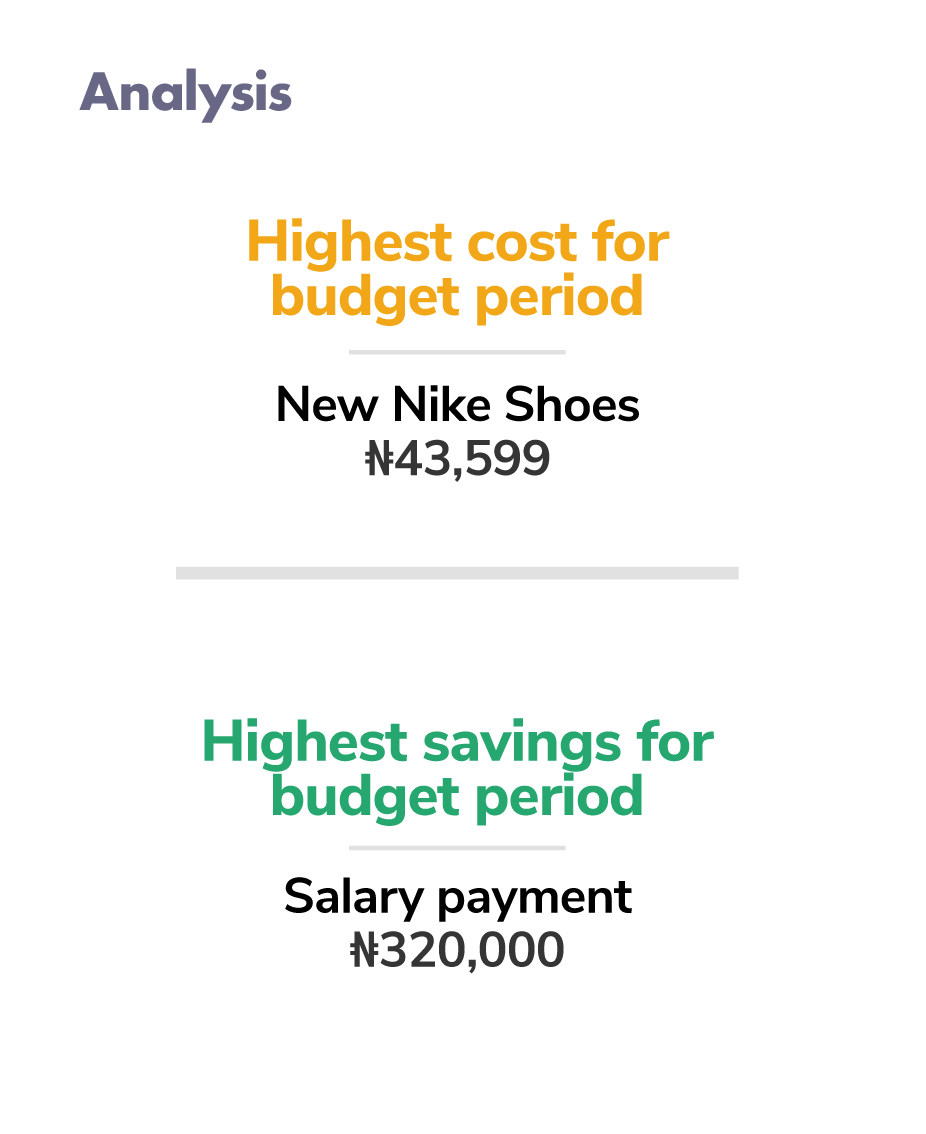 Analysis
Highest cost for
budget period
New Nike Shoes
₦43,599
Highest savings for
budget period
Salary payment
₦320,000